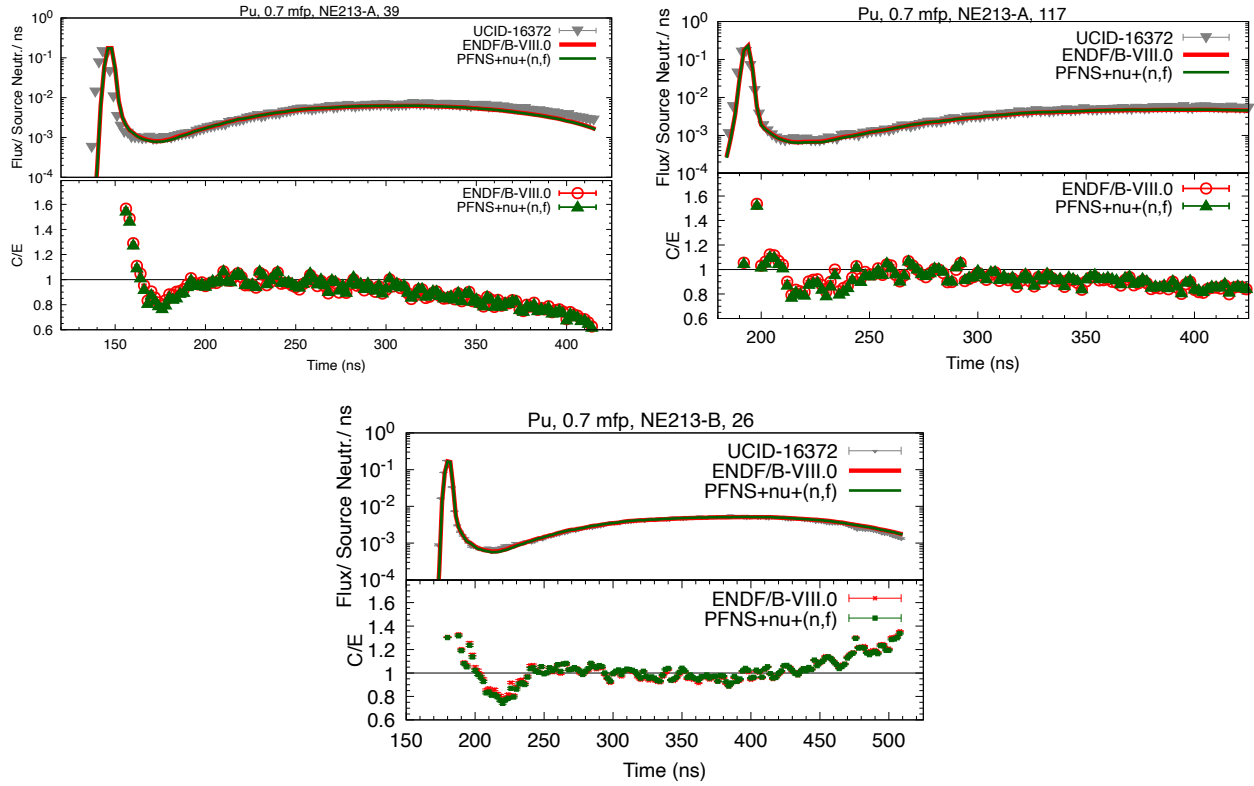 Pu, 0.7 mfp, NE213-A, 39
Flux/ Source Neutr./ ns
10⁰
10⁻¹
10⁻²
10⁻³
10⁻⁴
UCID-16372
ENDF/B-VIII.0
PFNS+nu+(n,f)
C/E
1.6
1.4
1.2
1
0.8
0.6
ENDF/B-VIII.0
PFNS+nu+(n,f)
150 200 250 300 350 400
Time (ns)
Pu, 0.7 mfp, NE213-A, 117
Flux/ Source Neutr./ ns
10⁰
10⁻¹
10⁻²
10⁻³
10⁻⁴
UCID-16372
ENDF/B-VIII.0
PFNS+nu+(n,f)
C/E
1.6
1.4
1.2
1
0.8
0.6
ENDF/B-VIII.0
PFNS+nu+(n,f)
200 250 300 350 400
Time (ns)
Pu, 0.7 mfp, NE213-B, 26
Flux/ Source Neutr./ ns
10⁰
10⁻¹
10⁻²
10⁻³
10⁻⁴
UCID-16372
ENDF/B-VIII.0
PFNS+nu+(n,f)
C/E
1.6
1.4
1.2
1
0.8
0.6
ENDF/B-VIII.0
PFNS+nu+(n,f)
150 200 250 300 350 400 450 500
Time (ns)